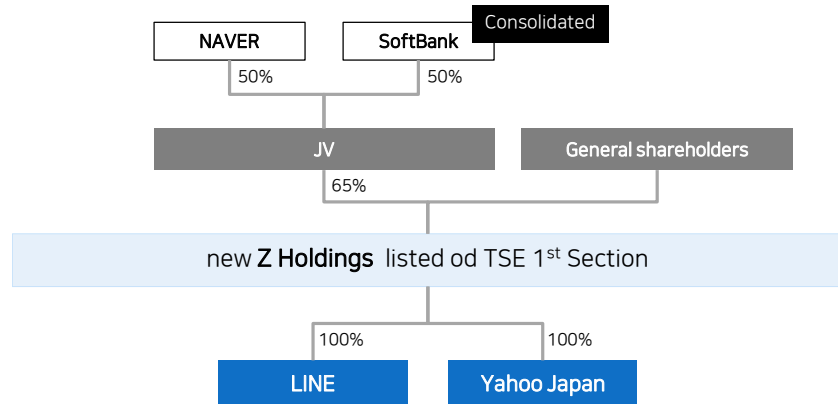 Consolidated
NAVER
SoftBank
50%
50%
JV
General shareholders
65%
new Z Holdings listed od TSE 1st Section
100%
100%
LINE
Yahoo Japan